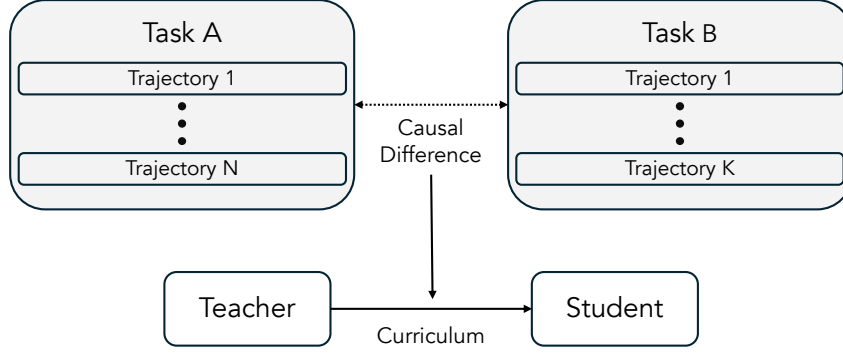 Task A
Trajectory 1
Trajectory N
Task B
Trajectory 1
Trajectory K
Causal
Difference
Teacher
Curriculum
Student